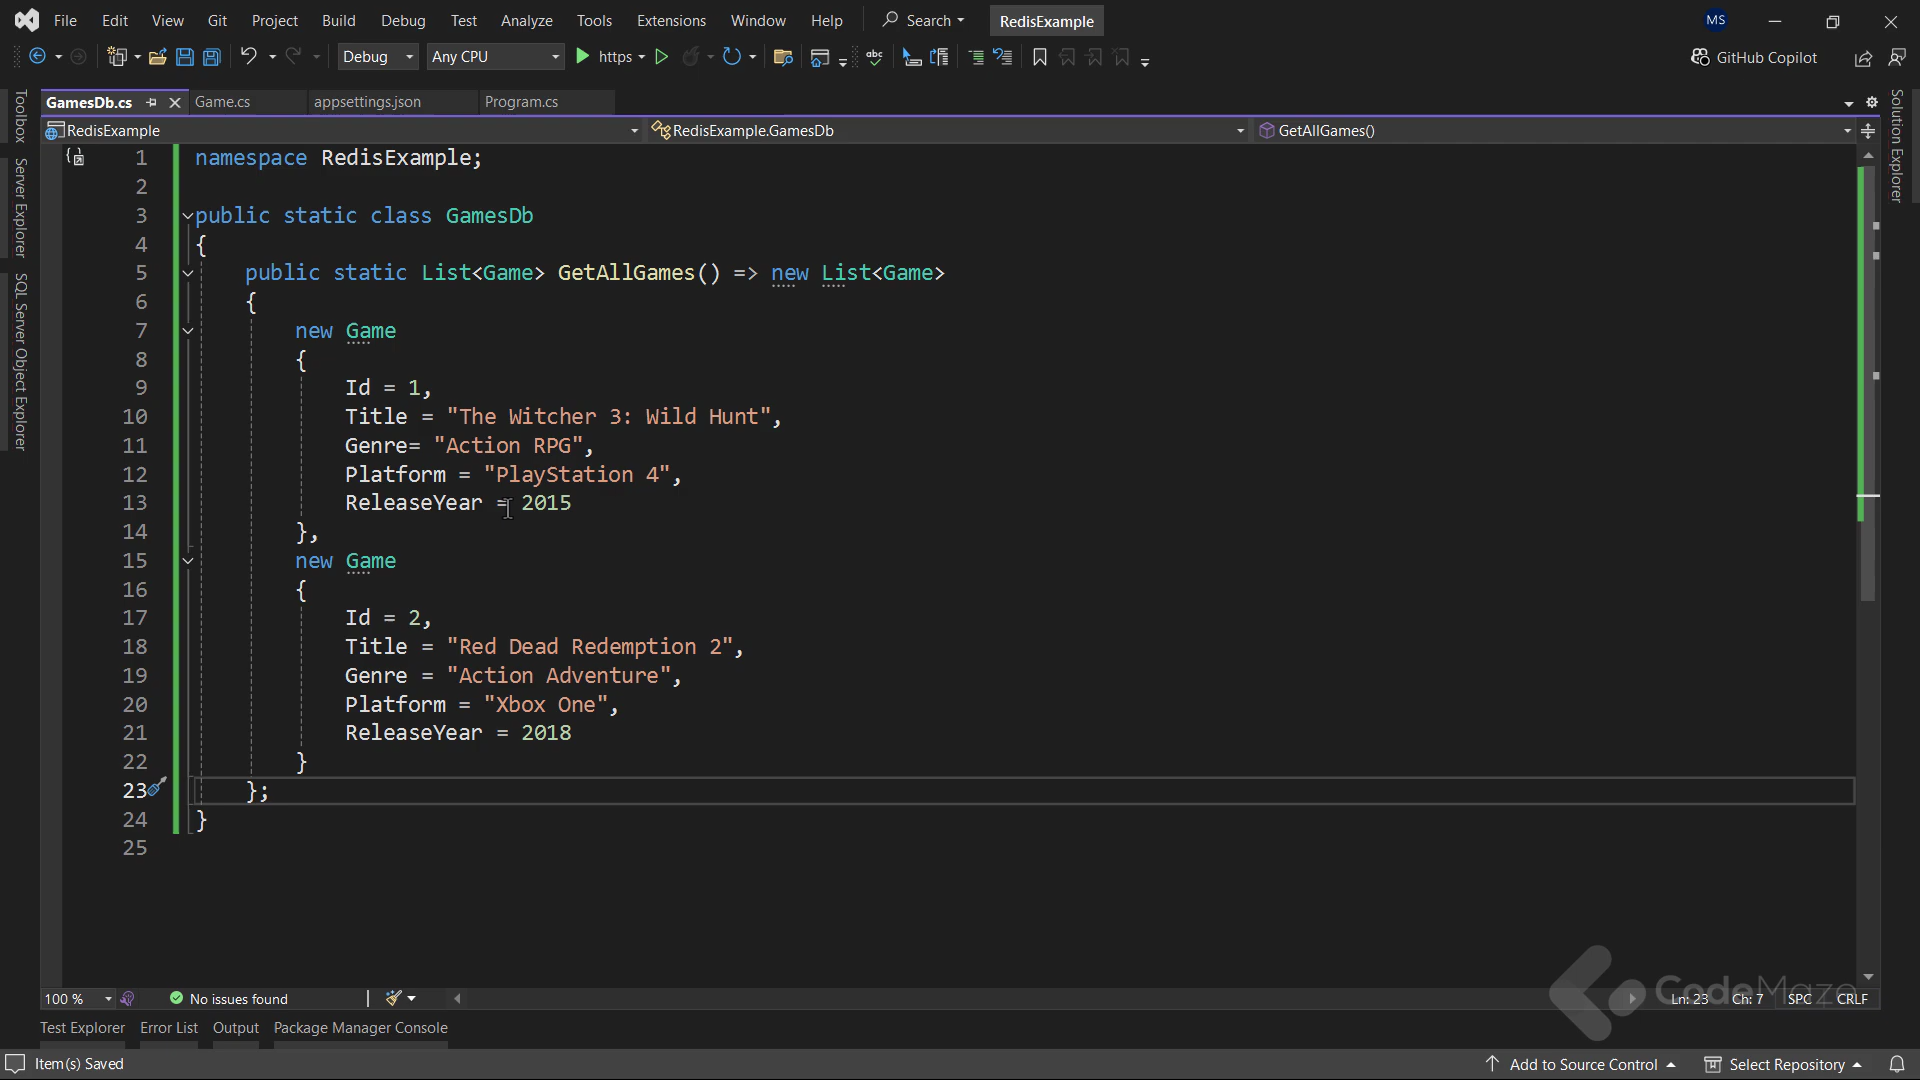 File Edit View Git Project Build Debug Test Analyze Tools Extensions Window Help Search RedisExample MS
Debug Any CPU https abc GitHub Copilot
GamesDb.cs Game.cs appsettings.json Program.cs
RedisExample RedisExample.GamesDb GetAllGames()
Toolbox
Server Explorer
SQL Server Object Explorer
Solution Explorer
1 namespace RedisExample;
2
3 public static class GamesDb
4 {
5 public static List<Game> GetAllGames() => new List<Game>
6 {
7 new Game
8 {
9 Id = 1,
10 Title = "The Witcher 3: Wild Hunt",
11 Genre= "Action RPG",
12 Platform = "PlayStation 4",
13 ReleaseYear = 2015
14 },
15 new Game
16 {
17 Id = 2,
18 Title = "Red Dead Redemption 2",
19 Genre = "Action Adventure",
20 Platform = "Xbox One",
21 ReleaseYear = 2018
22 }
23 };
24 }
25
CodeMaze
100 % No issues found Ln: 23 Ch: 7 SPC CRLF
Test Explorer Error List Output Package Manager Console
Item(s) Saved Add to Source Control Select Repository